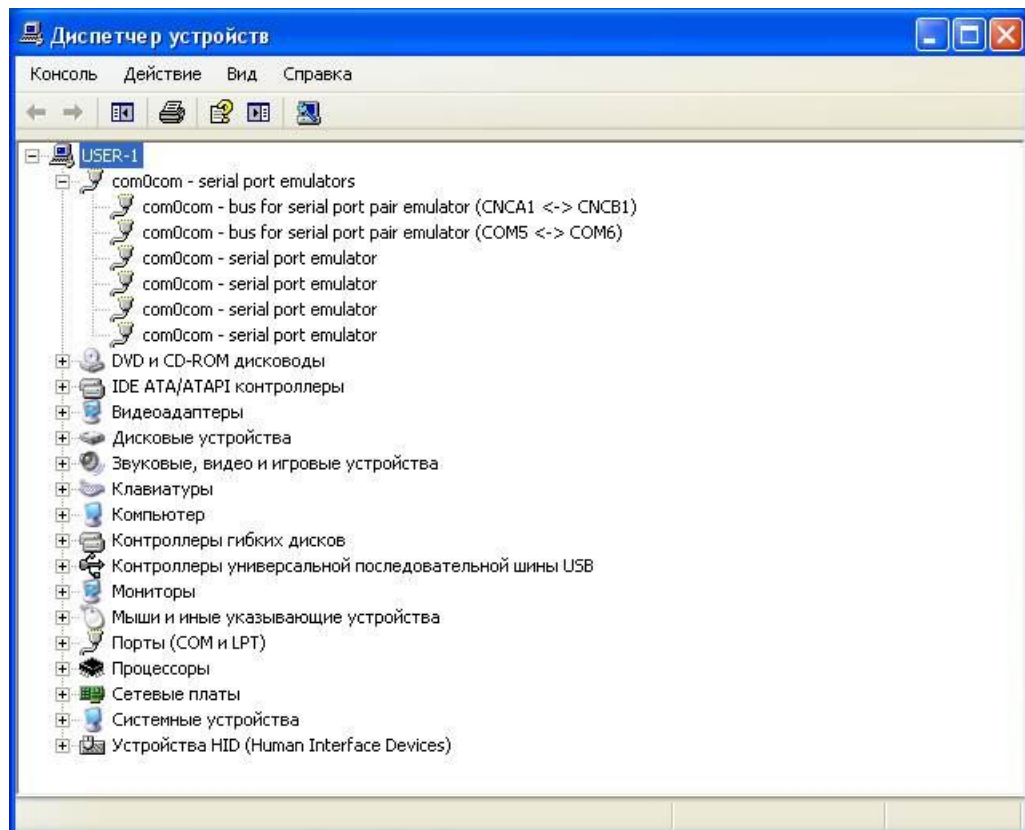 Диспетчер устройств
Консоль Действие Вид Справка
USER-1
com0com - serial port emulators
com0com - bus for serial port pair emulator (CNCA1 <-> CNCB1)
com0com - bus for serial port pair emulator (COM5 <-> COM6)
com0com - serial port emulator
com0com - serial port emulator
com0com - serial port emulator
com0com - serial port emulator
DVD и CD-ROM дисководы
IDE ATA/ATAPI контроллеры
Видеоадаптеры
Дисковые устройства
Звуковые, видео и игровые устройства
Клавиатуры
Компьютер
Контроллеры гибких дисков
Контроллеры универсальной последовательной шины USB
Мониторы
Мыши и иные указывающие устройства
Порты (COM и LPT)
Процессоры
Сетевые платы
Системные устройства
Устройства HID (Human Interface Devices)